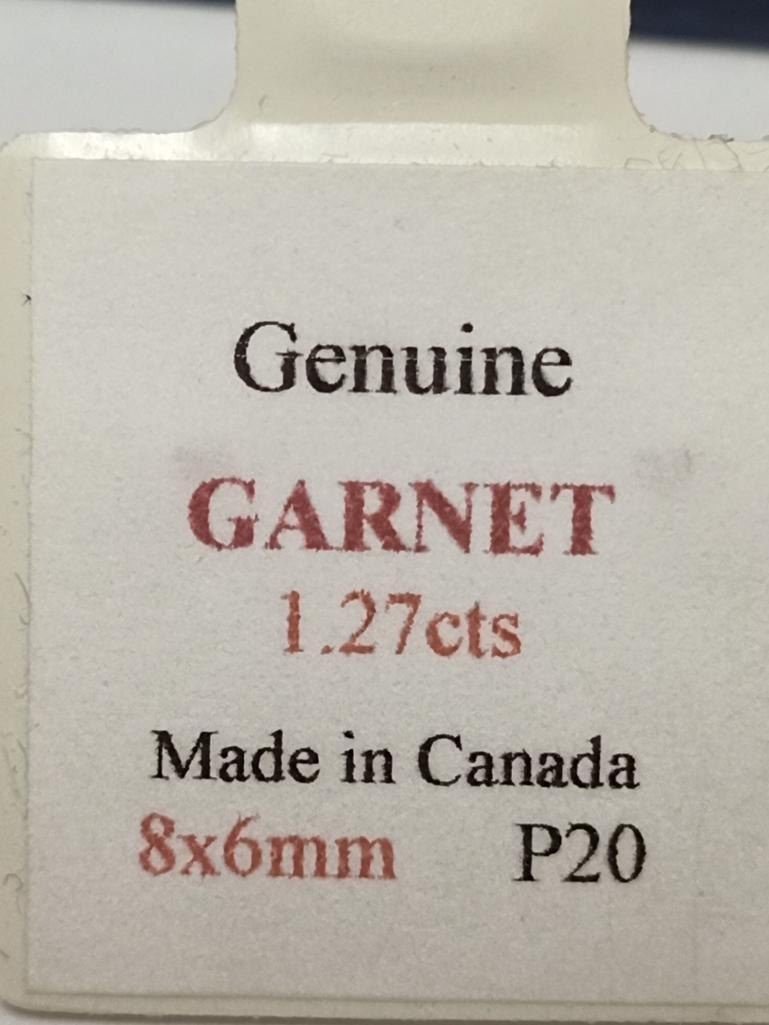 Genuine
GARNET
1.27cts
Made in Canada
8x6mm P20